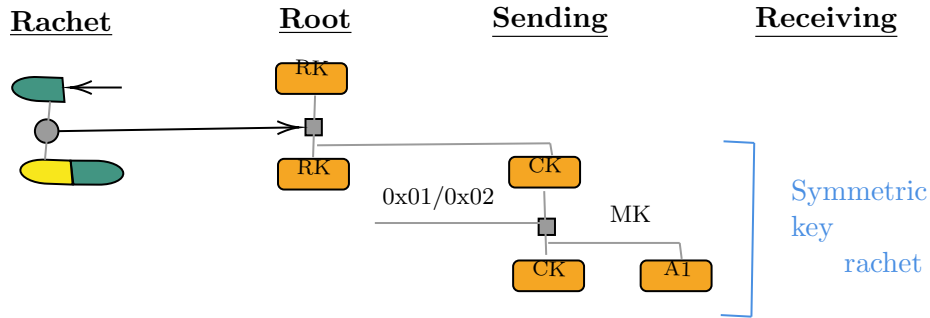 Rachet
Root
Sending
Receiving
RK
RK
CK
0x01/0x02
MK
CK
A1
Symmetric
key
rachet